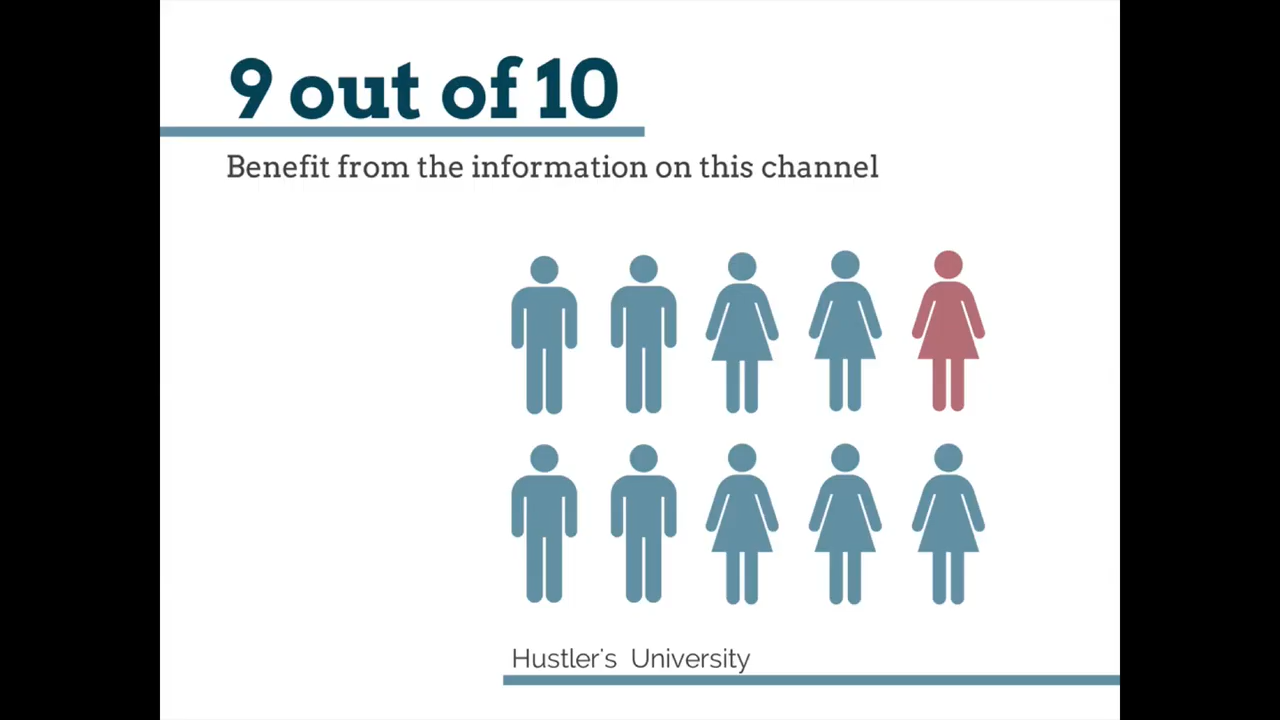 9 out of 10
Benefit from the information on this channel
Hustler's University